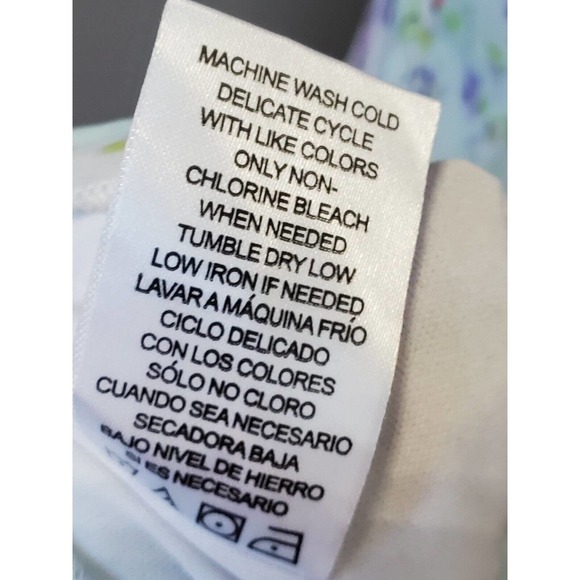 MACHINE WASH COLD
DELICATE CYCLE
WITH LIKE COLORS
ONLY NON-
CHLORINE BLEACH
WHEN NEEDED
TUMBLE DRY LOW
LOW IRON IF NEEDED
LAVAR A MÁQUINA FRÍO
CICLO DELICADO
CON LOS COLORES
SÓLO NO CLORO
CUANDO SEA NECESARIO
SECADORA BAJA
BAJO NIVEL DE HIERRO
SI ES NECESARIO